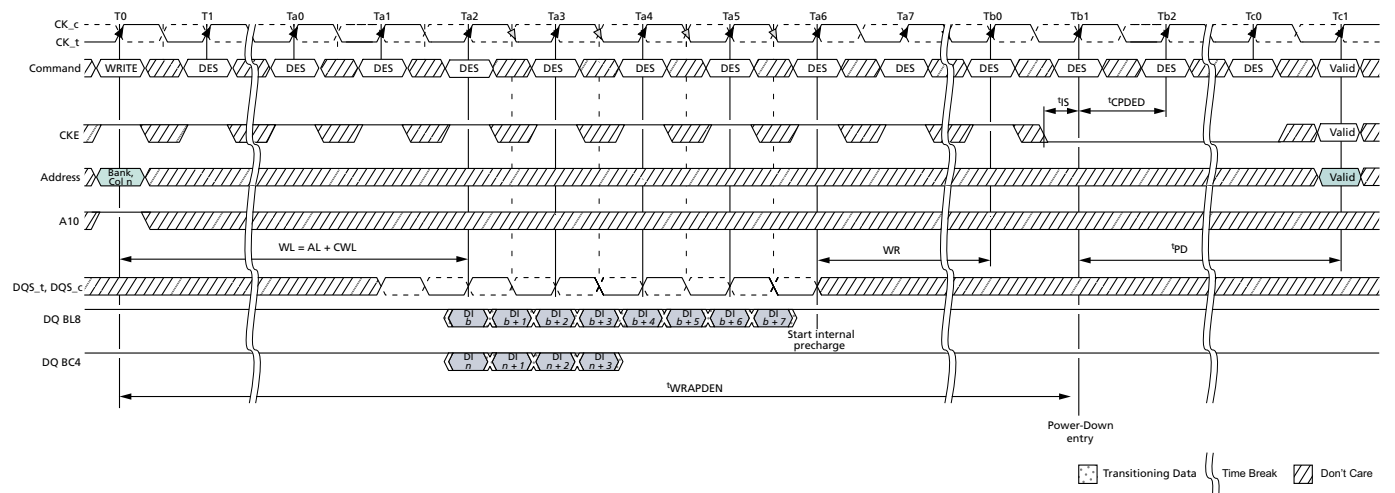 T0 T1 Ta0 Ta1 Ta2 Ta3 Ta4 Ta5 Ta6 Ta7 Tb0 Tb1 Tb2 Tc0 Tc1
CK_c
CK_t
Command WRITE DES DES DES DES DES DES DES DES DES DES DES DES DES Valid
tIS tCPDED
CKE Valid
Address Bank, Col n Valid
A10
WL = AL + CWL WR tPD
DQS_t, DQS_c
DQ BL8 DI b DI b + 1 DI b + 2 DI b + 3 DI b + 4 DI b + 5 DI b + 6 DI b + 7
Start internal
precharge
DQ BC4 DI n DI n + 1 DI n + 2 DI n + 3
tWRAPDEN
Power-Down
entry
Transitioning Data Time Break Don't Care